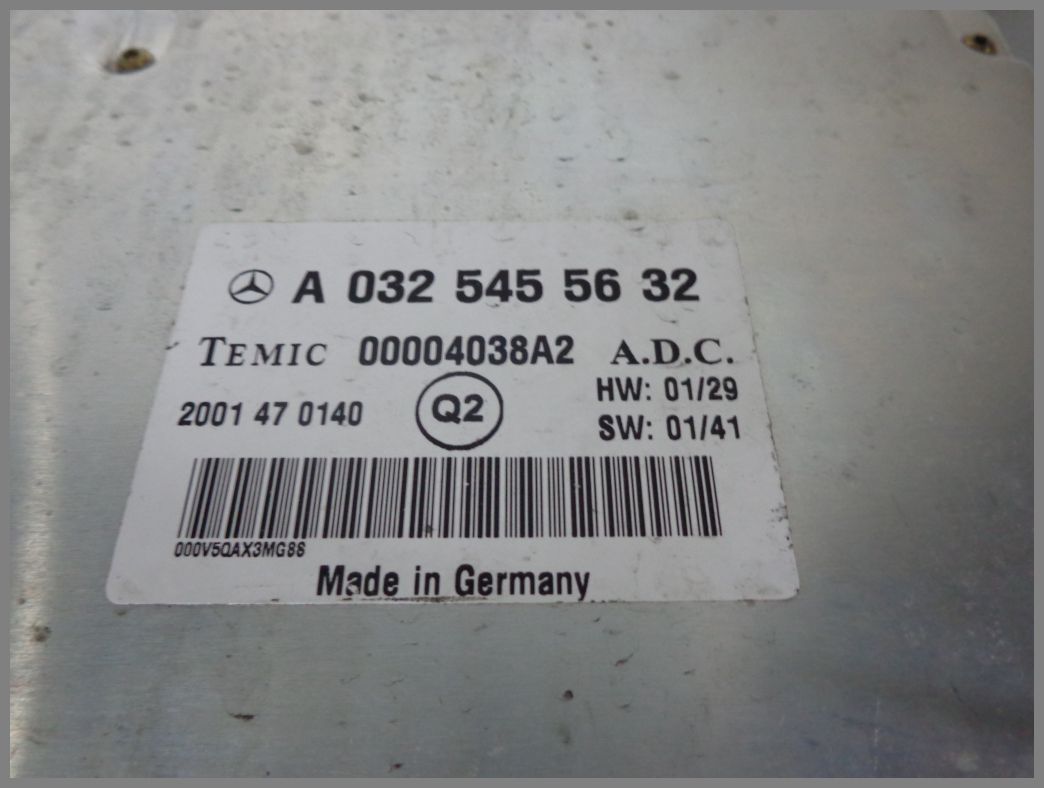 A 032 545 56 32
TEMIC 00004038A2 A.D.C.
HW: 01/29
2001 47 0140 Q2
SW: 01/41
000V5QAX3MG8S
Made in Germany